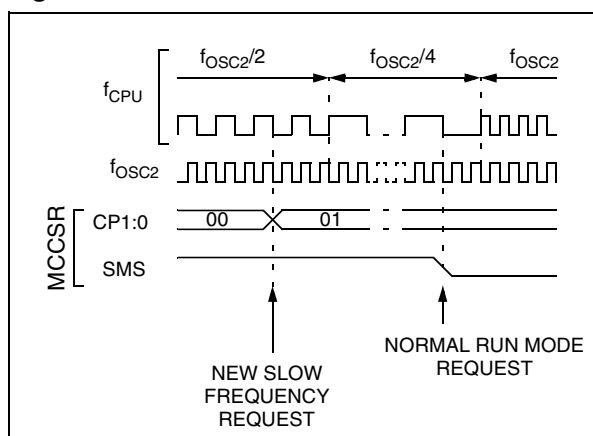 fOSC2/2 fOSC2/4 fOSC2
fCPU
fOSC2
MCCSR
CP1:0 00 01
SMS
NEW SLOW
FREQUENCY
REQUEST
NORMAL RUN MODE
REQUEST